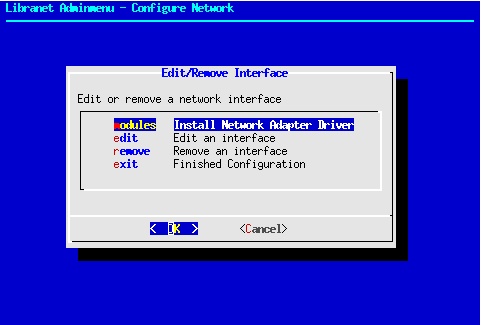 Libranet Adminmenu - Configure Network
Edit/Remove Interface
Edit or remove a network interface
modules Install Network Adapter Driver
edit Edit an interface
remove Remove an interface
exit Finished Configuration
< OK > <Cancel>